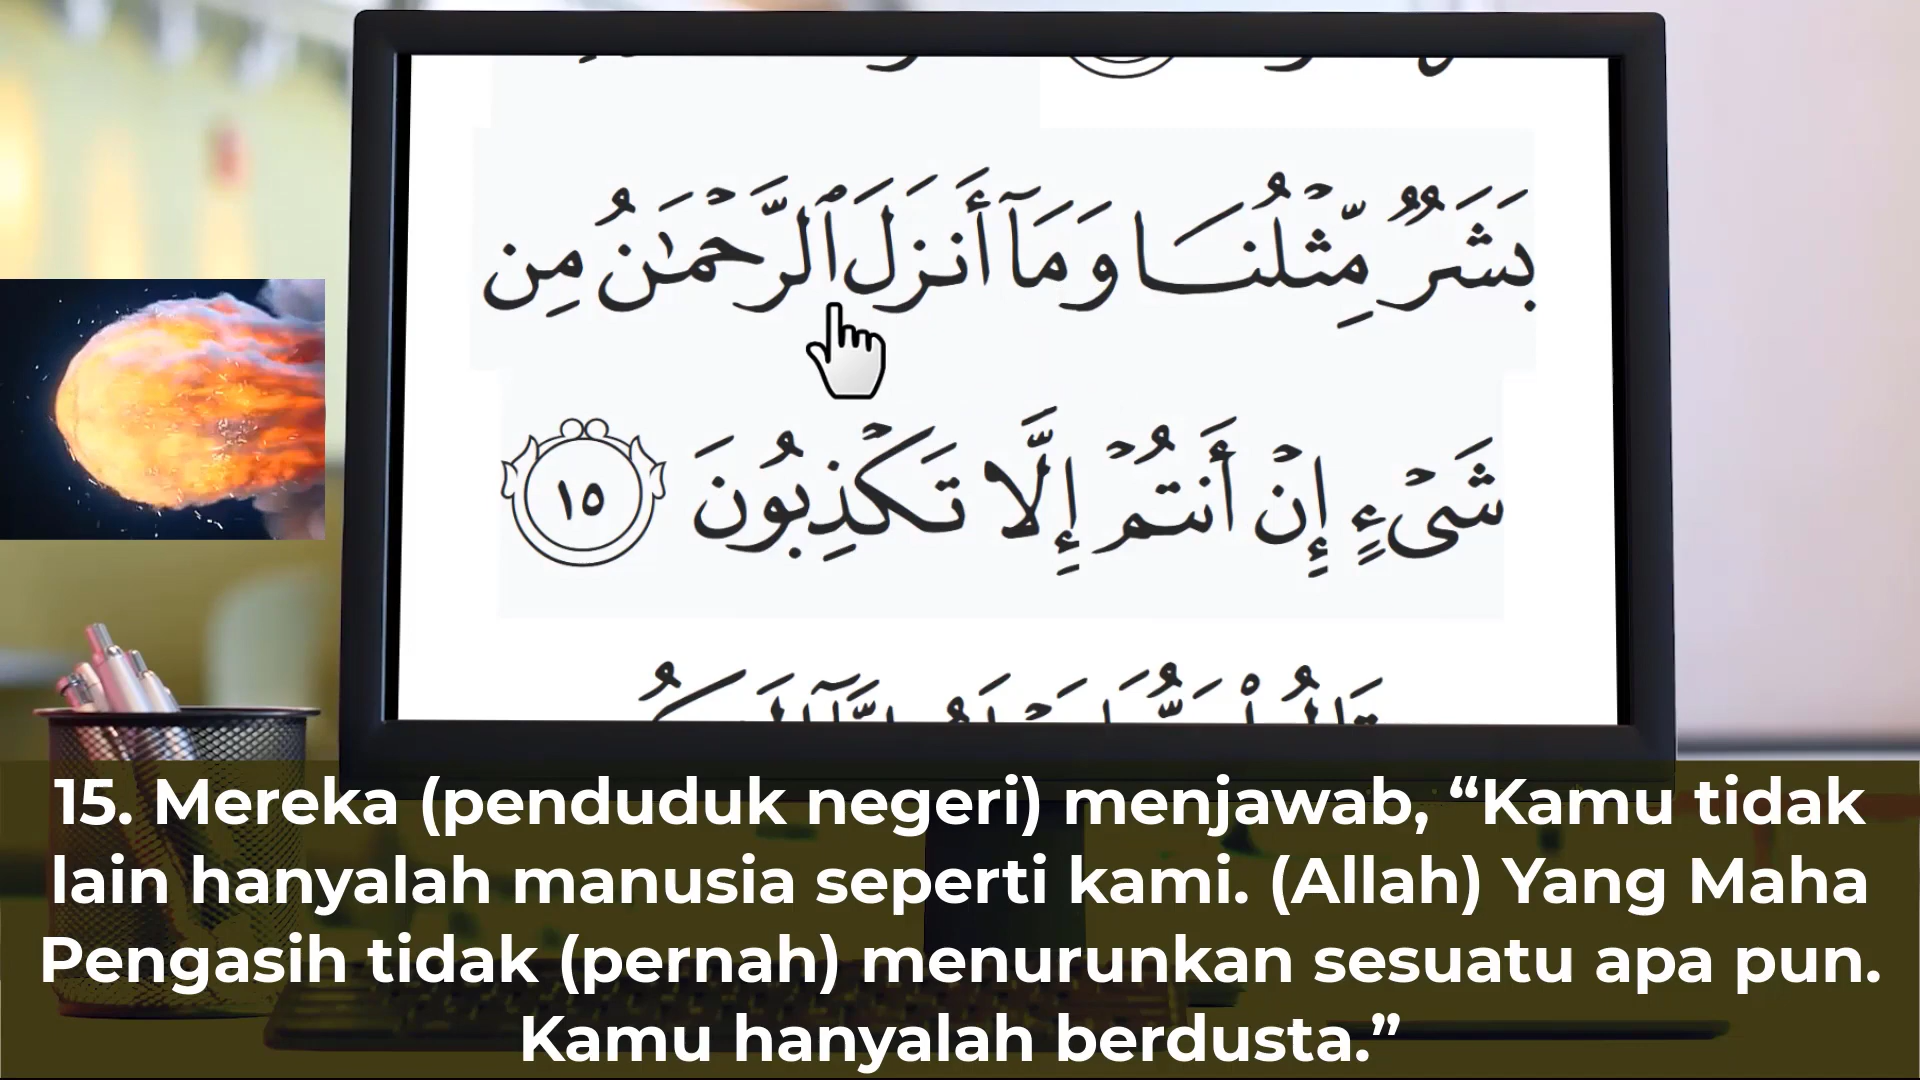 بَشَرٌ مِّثۡلُنَا وَمَآ أَنزَلَ ٱلرَّحۡمَٰنُ مِن
شَيۡءٍ إِنۡ أَنتُمۡ إِلَّا تَكۡذِبُونَ ١٥
15. Mereka (penduduk negeri) menjawab, “Kamu tidak
lain hanyalah manusia seperti kami. (Allah) Yang Maha
Pengasih tidak (pernah) menurunkan sesuatu apa pun.
Kamu hanyalah berdusta.”